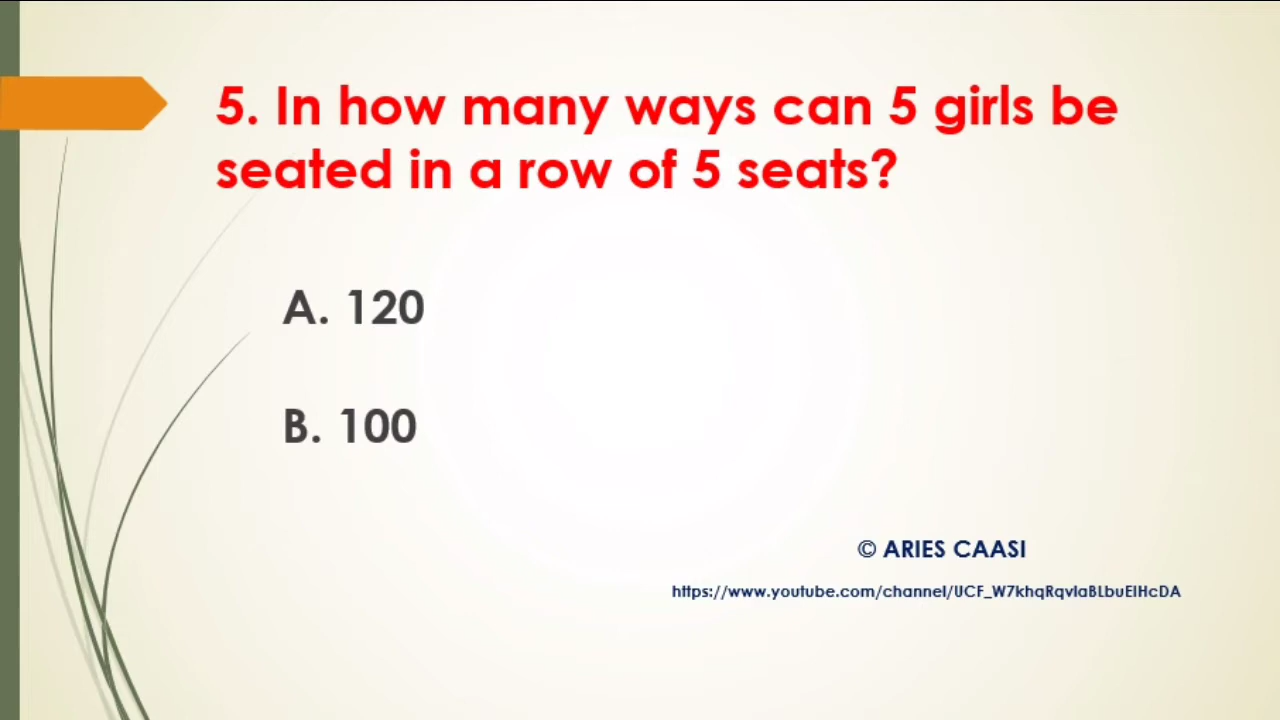 5. In how many ways can 5 girls be
seated in a row of 5 seats?
A. 120
B. 100
© ARIES CAASI
https://www.youtube.com/channel/UCF_W7khqRqvIaBLbuEIHcDA